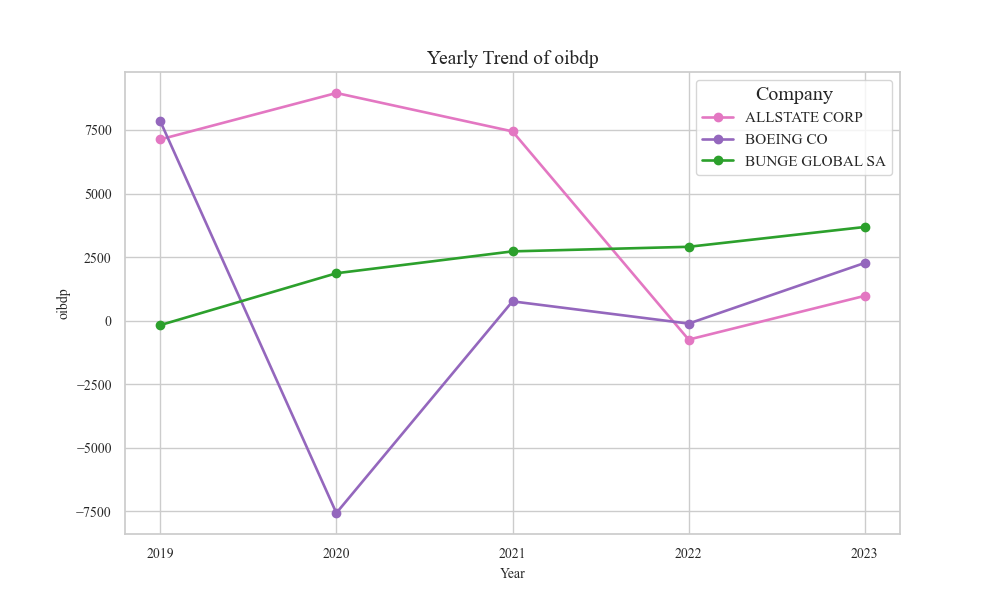 Yearly Trend of oibdp
Company
ALLSTATE CORP
BOEING CO
BUNGE GLOBAL SA
7500
5000
2500
0
−2500
−5000
−7500
oibdp
2019 2020 2021 2022 2023
Year